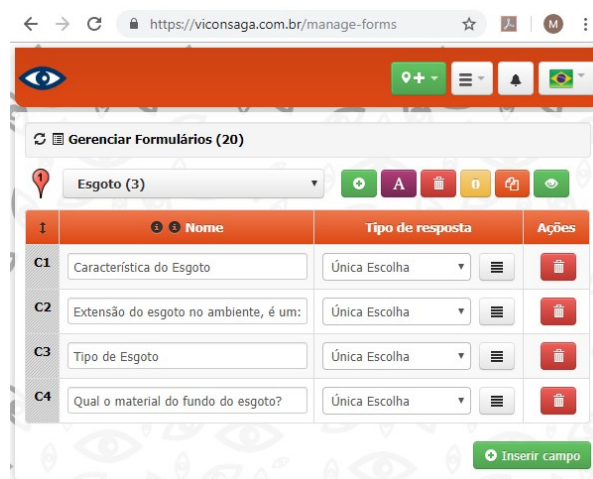 https://viconsaga.com.br/manage-forms
M
Gerenciar Formulários (20)
1
Esgoto (3)
A
Nome
Tipo de resposta
Ações
C1
Característica do Esgoto
Única Escolha
C2
Extensão do esgoto no ambiente, é um:
Única Escolha
C3
Tipo de Esgoto
Única Escolha
C4
Qual o material do fundo do esgoto?
Única Escolha
Inserir campo